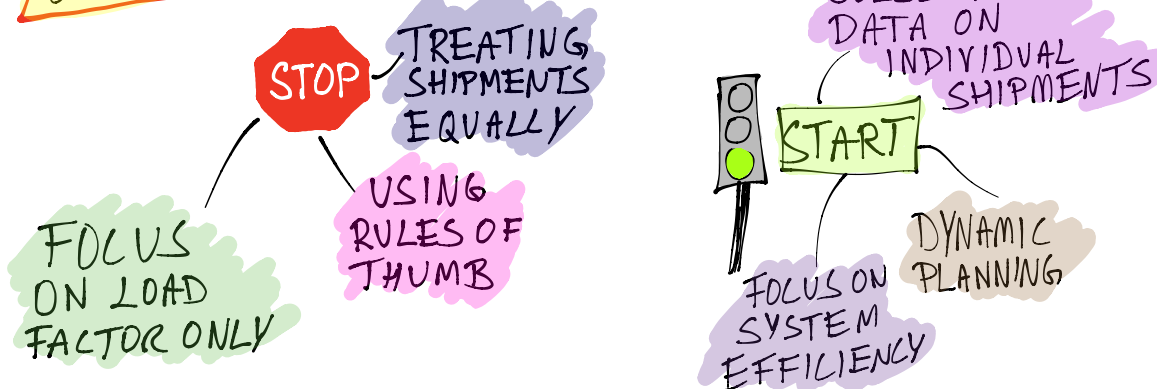 STOP
TREATING
SHIPMENTS
EQUALLY
USING
RULES OF
THUMB
FOCUS
ON LOAD
FACTOR ONLY
DATA ON
INDIVIDUAL
SHIPMENTS
START
DYNAMIC
PLANNING
FOCUS ON
SYSTEM
EFFICIENCY